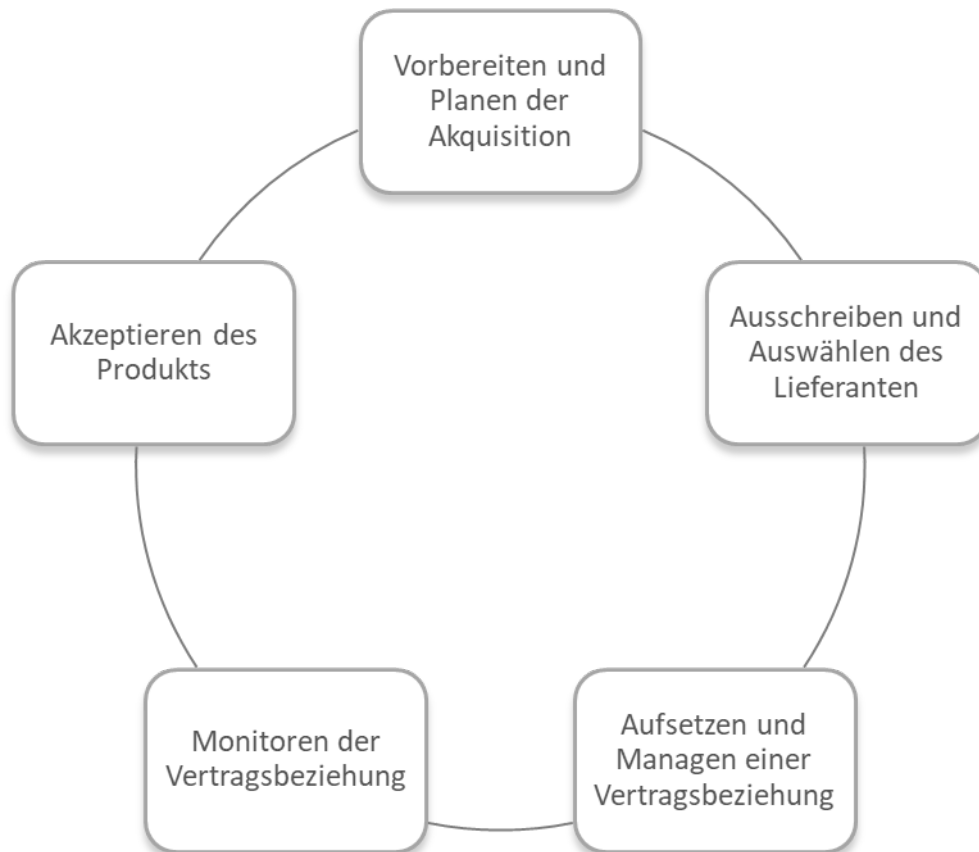 Vorbereiten und
Planen der
Akquisition
Ausschreiben und
Auswählen des
Lieferanten
Aufsetzen und
Managen einer
Vertragsbeziehung
Monitoren der
Vertragsbeziehung
Akzeptieren des
Produkts